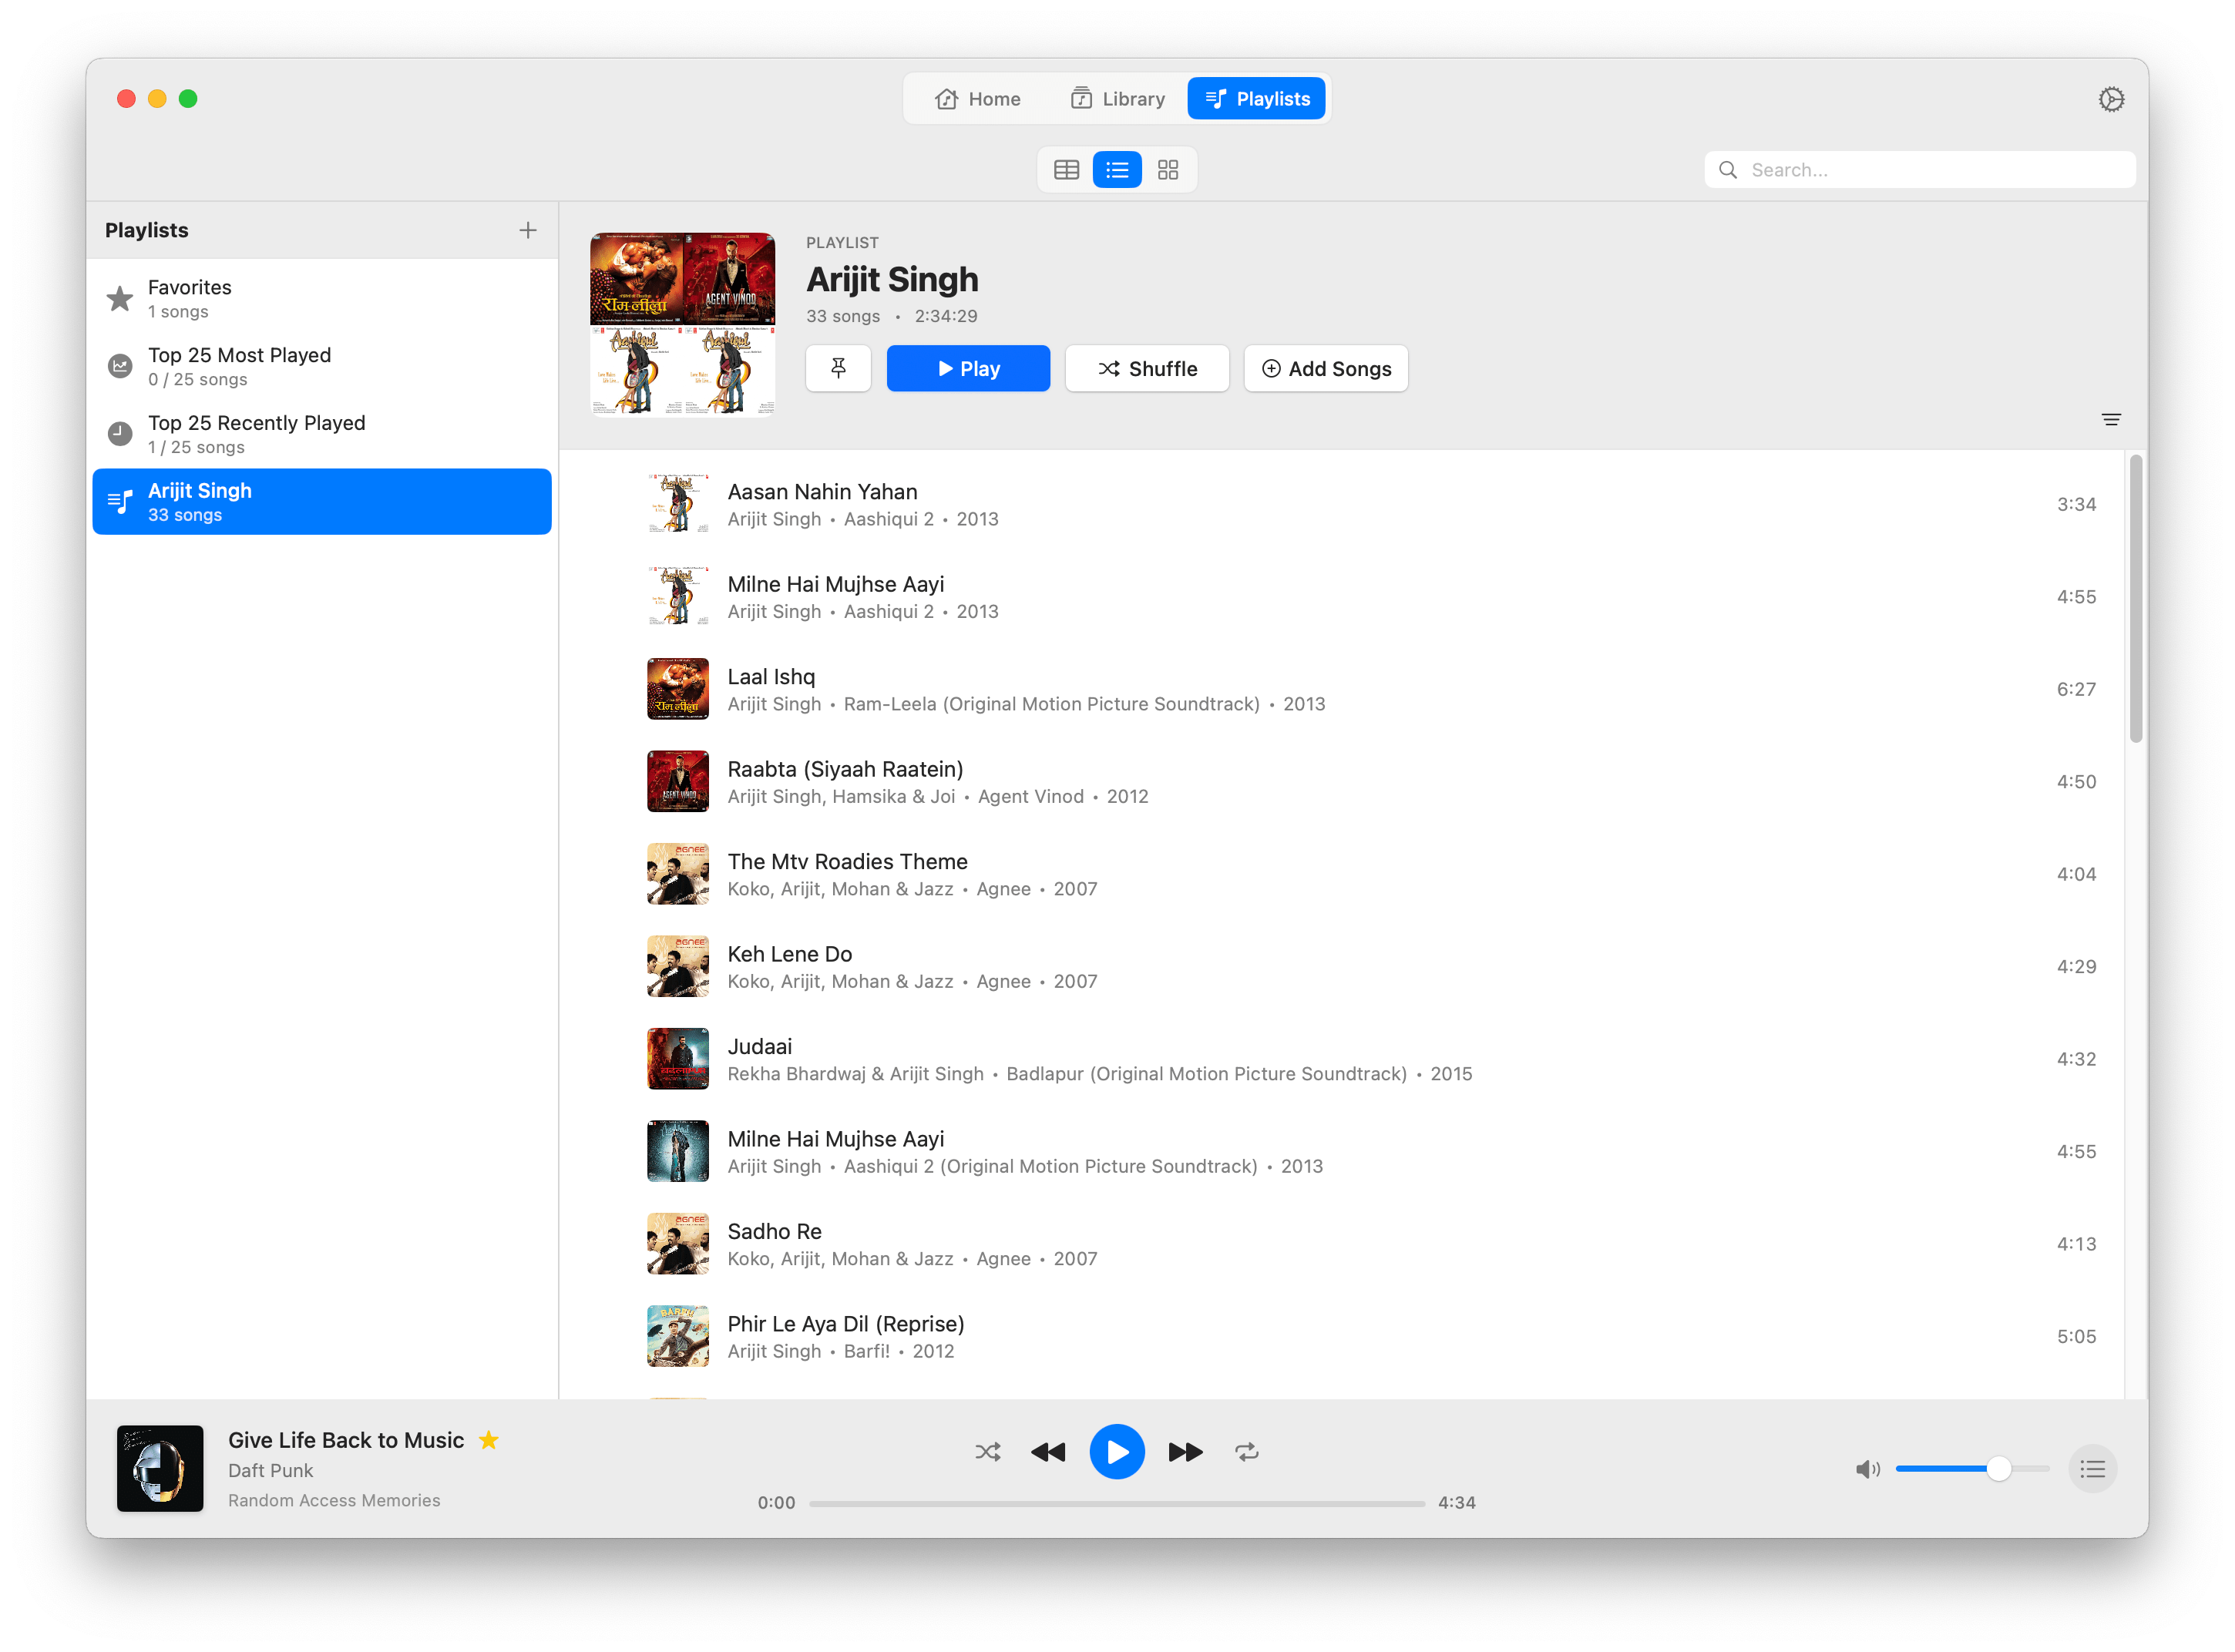 Home
Library
Playlists
Search...
Playlists
Favorites
1 songs
Top 25 Most Played
0 / 25 songs
Top 25 Recently Played
1 / 25 songs
Arijit Singh
33 songs
राम-लीला
AGENT VINOD
PLAYLIST
Arijit Singh
33 songs • 2:34:29
Play
Shuffle
Add Songs
Aasan Nahin Yahan
Arijit Singh • Aashiqui 2 • 2013
3:34
Milne Hai Mujhse Aayi
Arijit Singh • Aashiqui 2 • 2013
4:55
Laal Ishq
Arijit Singh • Ram-Leela (Original Motion Picture Soundtrack) • 2013
6:27
Raabta (Siyaah Raatein)
Arijit Singh, Hamsika & Joi • Agent Vinod • 2012
4:50
The Mtv Roadies Theme
Koko, Arijit, Mohan & Jazz • Agnee • 2007
4:04
Keh Lene Do
Koko, Arijit, Mohan & Jazz • Agnee • 2007
4:29
Judaai
Rekha Bhardwaj & Arijit Singh • Badlapur (Original Motion Picture Soundtrack) • 2015
4:32
Milne Hai Mujhse Aayi
Arijit Singh • Aashiqui 2 (Original Motion Picture Soundtrack) • 2013
4:55
Sadho Re
Koko, Arijit, Mohan & Jazz • Agnee • 2007
4:13
Phir Le Aya Dil (Reprise)
Arijit Singh • Barfi! • 2012
5:05
Give Life Back to Music
Daft Punk
Random Access Memories
0:00
4:34